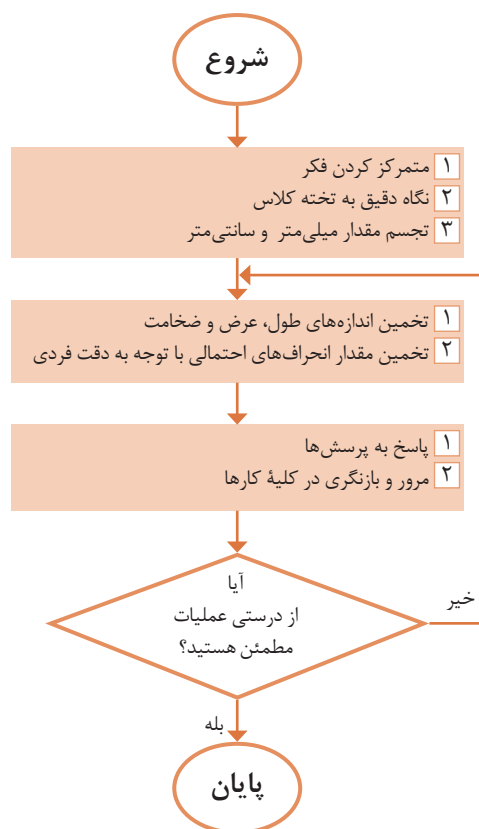 شروع
۱ متمرکز کردن فکر
۲ نگاه دقیق به تخته کلاس
۳ تجسم مقدار میلی‌متر و سانتی‌متر
۱ تخمین اندازه‌های طول، عرض و ضخامت
۲ تخمین مقدار انحراف‌های احتمالی با توجه به دقت فردی
۱ پاسخ به پرسش‌ها
۲ مرور و بازنگری در کلیهٔ کارها
آیا
از درستی عملیات
مطمئن هستید؟
خیر
بله
پایان